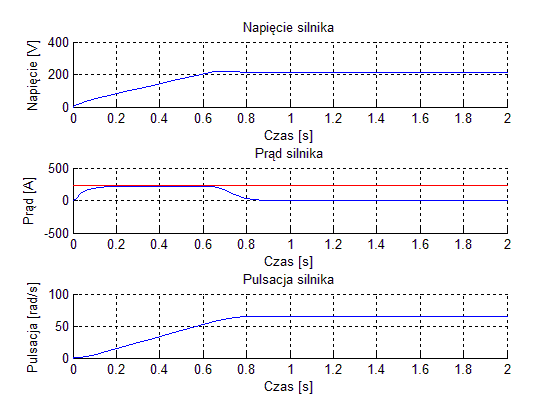 Napięcie silnika
Napięcie [V]
400
200
0
0 0.2 0.4 0.6 0.8 1 1.2 1.4 1.6 1.8 2
Czas [s]
Prąd silnika
Prąd [A]
500
0
-500
0 0.2 0.4 0.6 0.8 1 1.2 1.4 1.6 1.8 2
Czas [s]
Pulsacja silnika
Pulsacja [rad/s]
100
50
0
0 0.2 0.4 0.6 0.8 1 1.2 1.4 1.6 1.8 2
Czas [s]